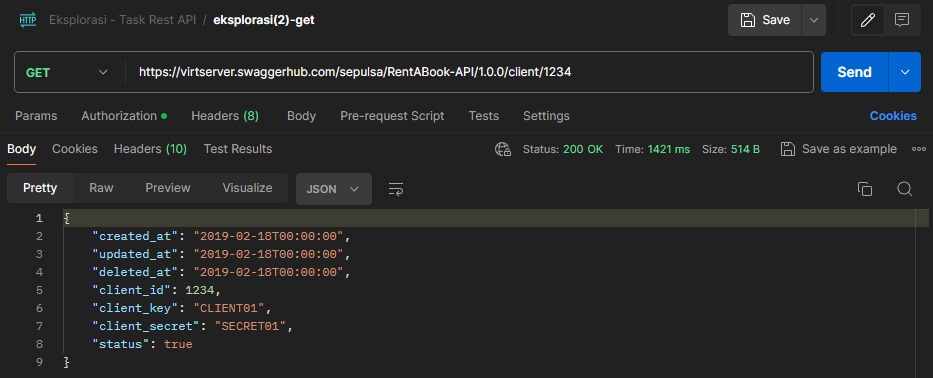 HTTP Eksplorasi - Task Rest API / eksplorasi(2)-get Save
GET https://virtserver.swaggerhub.com/sepulsa/RentABook-API/1.0.0/client/1234 Send
Params Authorization Headers (8) Body Pre-request Script Tests Settings Cookies
Body Cookies Headers (10) Test Results Status: 200 OK Time: 1421 ms Size: 514 B Save as example
Pretty Raw Preview Visualize JSON
1 {
2 "created_at": "2019-02-18T00:00:00",
3 "updated_at": "2019-02-18T00:00:00",
4 "deleted_at": "2019-02-18T00:00:00",
5 "client_id": 1234,
6 "client_key": "CLIENT01",
7 "client_secret": "SECRET01",
8 "status": true
9 }